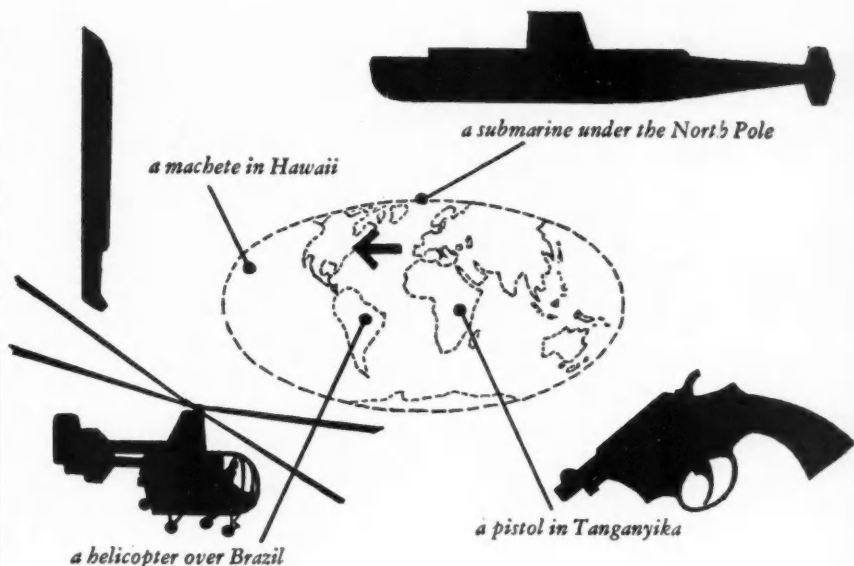 a submarine under the North Pole
a machete in Hawaii
a pistol in Tanganyika
a helicopter over Brazil